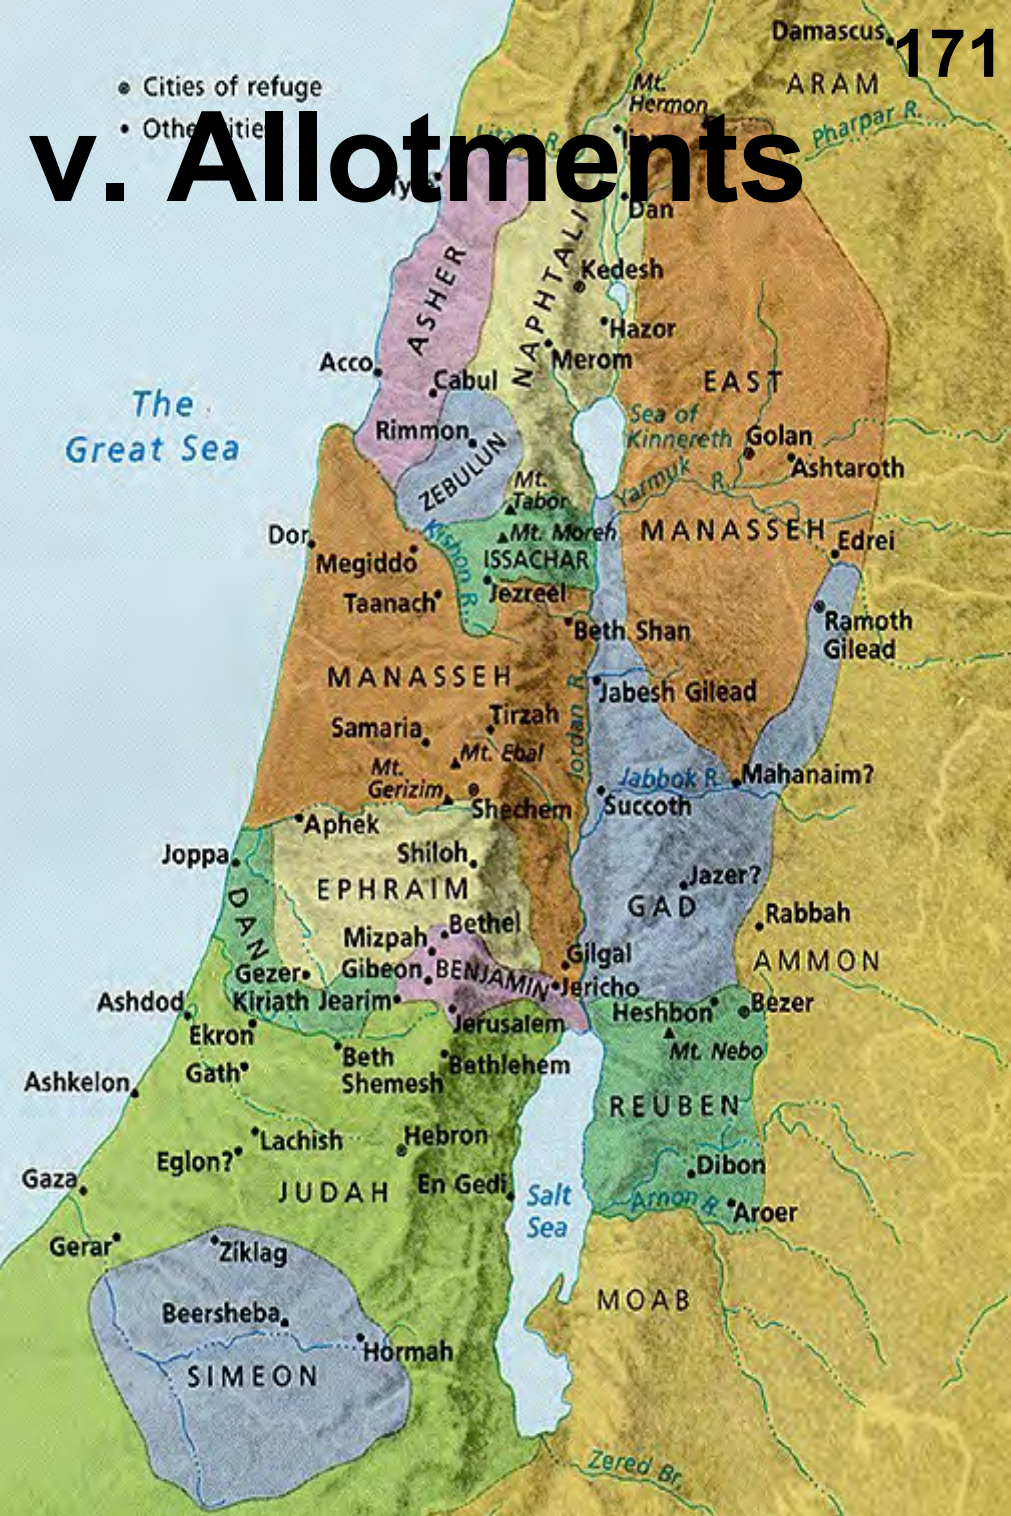 Damascus
171
ARAM
Cities of refuge
Mt.
Hermon
v. Allotments
Pharpar R.
Dan
ASHER
NAPHTALI
Kedesh
Hazor
Merom
Acco
Cabul
EAST
The
Great Sea
Sea of
Kinnereth
Rimmon
ZEBULUN
Golan
Ashtaroth
Yarmuk R.
Mt.
Tabor
Mt. Moreh
MANASSEH
Edrei
Dor
Kishon R.
ISSACHAR
Megiddo
Jezreel
Taanach
Ramoth
Gilead
Beth Shan
MANASSEH
Jabesh Gilead
Jordan R.
Tirzah
Samaria
Mt. Ebal
Mt.
Gerizim
Jabbok R.
Mahanaim?
Shechem
Succoth
Aphek
Joppa
Shiloh
EPHRAIM
Jazer?
DAN
GAD
Rabbah
Bethel
Mizpah
Gilgal
AMMON
Gezer
Gibeon
BENJAMIN
Jericho
Ashdod
Kiriath Jearim
Heshbon
Bezer
Ekron
Jerusalem
Mt. Nebo
Beth
Shemesh
Bethlehem
Gath
Ashkelon
REUBEN
Lachish
Hebron
Eglon?
Dibon
Gaza
JUDAH
En Gedi
Salt
Sea
Arnon R.
Aroer
Gerar
Ziklag
MOAB
Beersheba
Hormah
SIMEON
Zered Br.